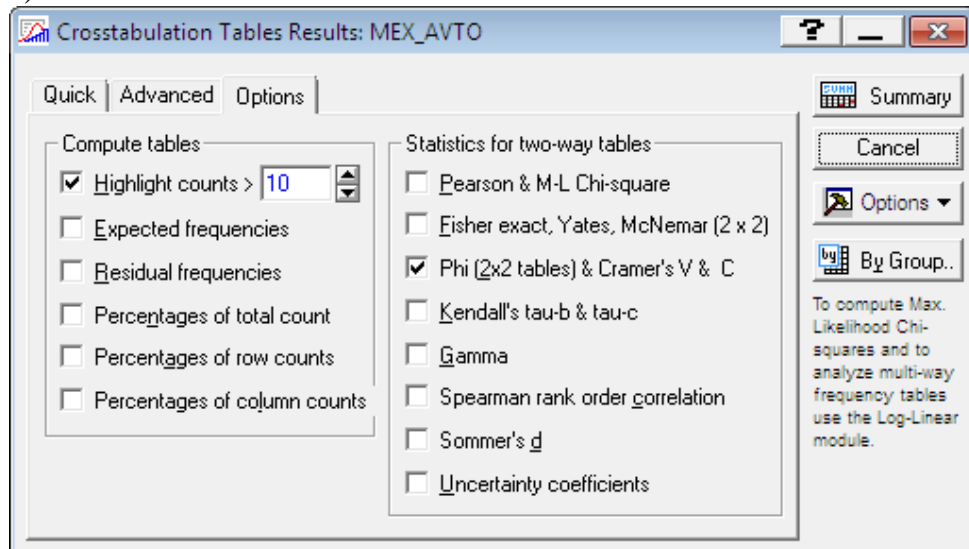 Crosstabulation Tables Results: MEX_AVTO
?
Quick
Advanced
Options
Compute tables
Highlight counts > 10
Expected frequencies
Residual frequencies
Percentages of total count
Percentages of row counts
Percentages of column counts
Statistics for two-way tables
Pearson & M-L Chi-square
Fisher exact, Yates, McNemar (2 x 2)
Phi (2x2 tables) & Cramer's V & C
Kendall's tau-b & tau-c
Gamma
Spearman rank order correlation
Sommer's d
Uncertainty coefficients
SUMM
Summary
Cancel
Options
by
By Group..
To compute Max.
Likelihood Chi-
squares and to
analyze multi-way
frequency tables
use the Log-Linear
module.